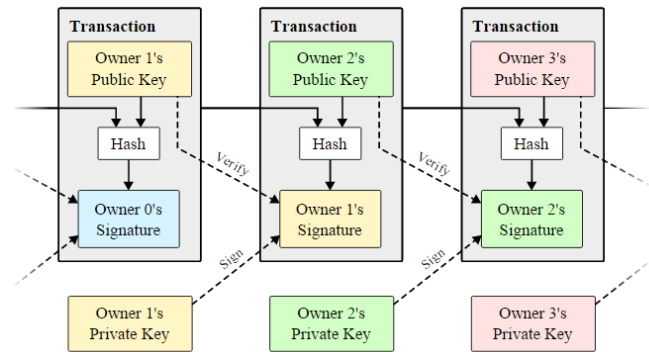 Transaction
Transaction
Transaction
Owner 1's
Public Key
Owner 2's
Public Key
Owner 3's
Public Key
Hash
Hash
Hash
Verify
Verify
Owner 0's
Signature
Owner 1's
Signature
Owner 2's
Signature
Sign
Sign
Owner 1's
Private Key
Owner 2's
Private Key
Owner 3's
Private Key